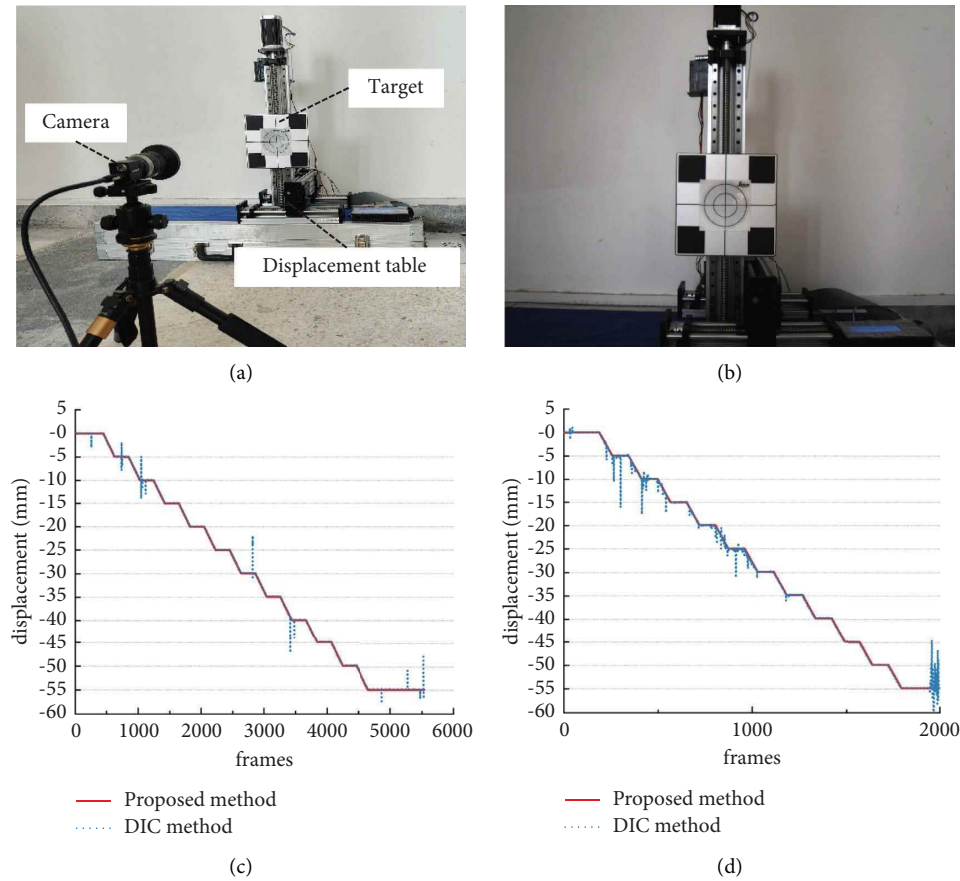 Camera
Target
Displacement table
(a)
(b)
5
-0
-5
-10
-15
-20
-25
-30
-35
-40
-45
-50
-55
-60
displacement (mm)
0
1000
2000
3000
4000
5000
6000
frames
Proposed method
DIC method
(c)
5
-0
-5
-10
-15
-20
-25
-30
-35
-40
-45
-50
-55
-60
displacement (mm)
0
1000
2000
frames
Proposed method
DIC method
(d)